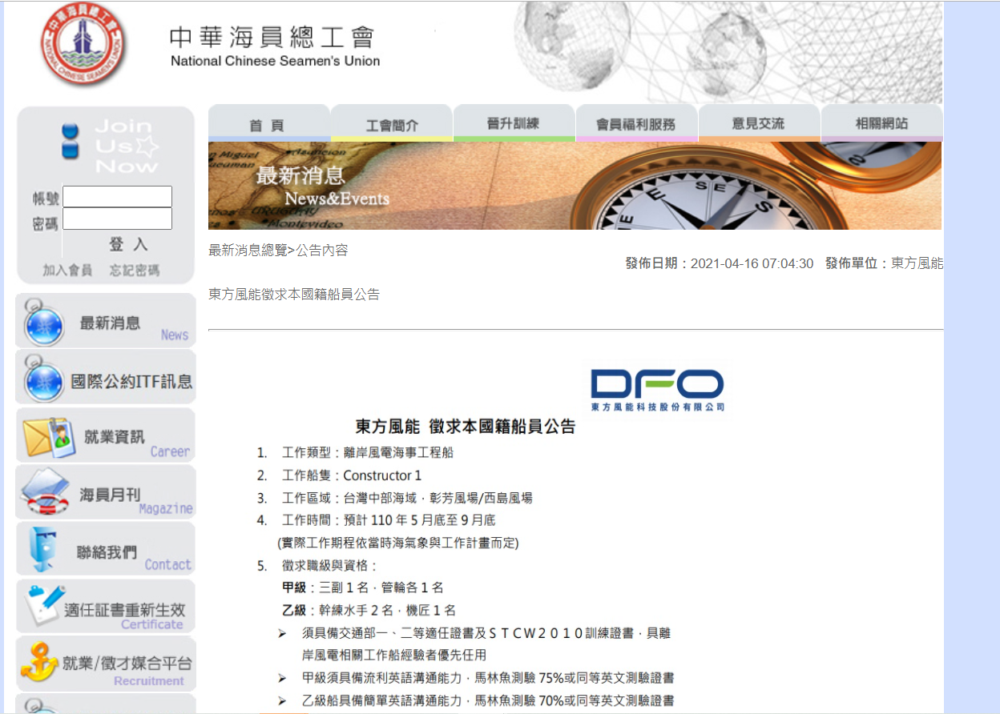 中華海員總工會
NATIONAL CHINESE SEAMEN'S UNION
中華海員總工會
National Chinese Seamen's Union
Join
Us
Now
帳號
密碼
登 入
加入會員 忘記密碼
首 頁 工會簡介 晉升訓練 會員福利服務 意見交流 相關網站
最新消息
News&Events
Miguel
Asuncion
Tucuman
URUGUAY
Montevideo
SE
E
S
NE
最新消息總覽>公告內容
發佈日期：2021-04-16 07:04:30 發佈單位：東方風能
東方風能徵求本國籍船員公告
最新消息
News
國際公約ITF訊息
就業資訊
Career
海員月刊
Magazine
聯絡我們
Contact
適任証書重新生效
Certificate
就業/徵才媒合平台
Recruitment
DFO
東方風能科技股份有限公司
東方風能 徵求本國籍船員公告
1. 工作類型：離岸風電海事工程船
2. 工作船隻：Constructor 1
3. 工作區域：台灣中部海域，彰芳風場/西島風場
4. 工作時間：預計 110 年 5 月底至 9 月底
(實際工作期程依當時海氣象與工作計畫而定)
5. 徵求職級與資格：
甲級：三副 1 名，管輪各 1 名
乙級：幹練水手 2 名，機匠 1 名
➢ 須具備交通部一、二等適任證書及ＳＴＣＷ２０１０訓練證書，具離
岸風電相關工作船經驗者優先任用
➢ 甲級須具備流利英語溝通能力，馬林魚測驗 75%或同等英文測驗證書
➢ 乙級船具備簡單英語溝通能力，馬林魚測驗 70%或同等英文測驗證書